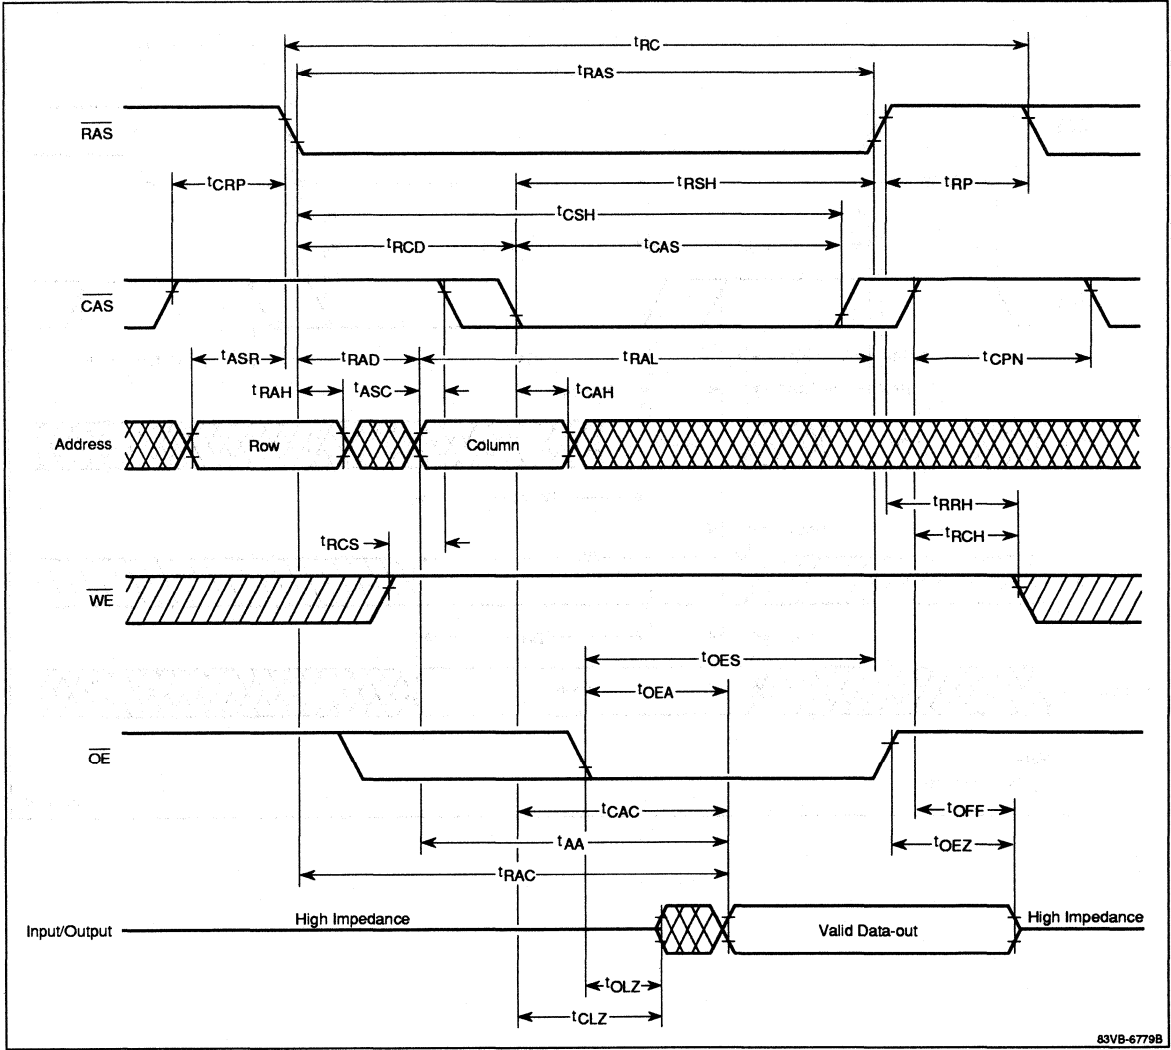 tRC
tRAS
RAS
tCRP
tRSH
tRP
tCSH
tRCD
tCAS
CAS
tASR
tRAD
tRAL
tCPN
tRAH
tASC
tCAH
Address
Row
Column
tRRH
tRCS
tRCH
WE
tOES
tOEA
OE
tCAC
tOFF
tAA
tOEZ
tRAC
High Impedance
High Impedance
Input/Output
Valid Data-out
tOLZ
tCLZ
83VB-6779B